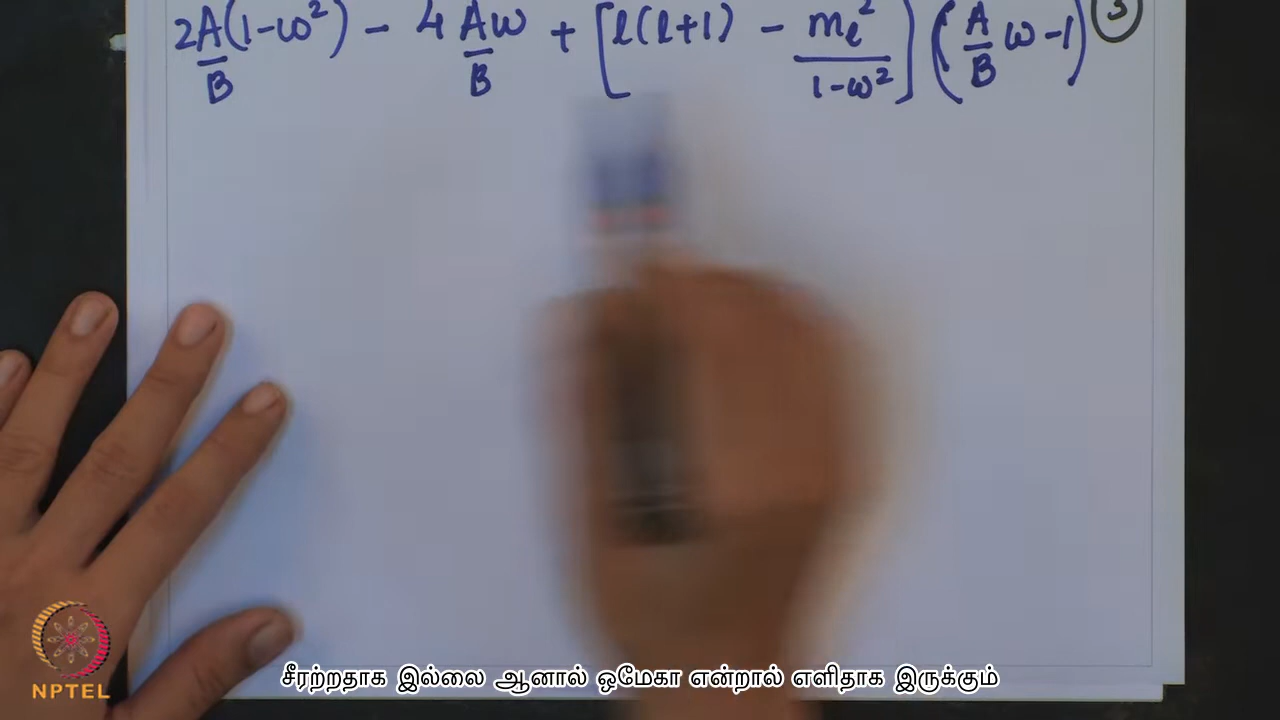 2A/B (1-ω²) - 4 A/B ω + [l(l+1) - m_l²/(1-ω²)] (A/B ω - 1) ③
சீரற்றதாக இல்லை ஆனால் ஒமேகா என்றால் எளிதாக இருக்கும்
NPTEL